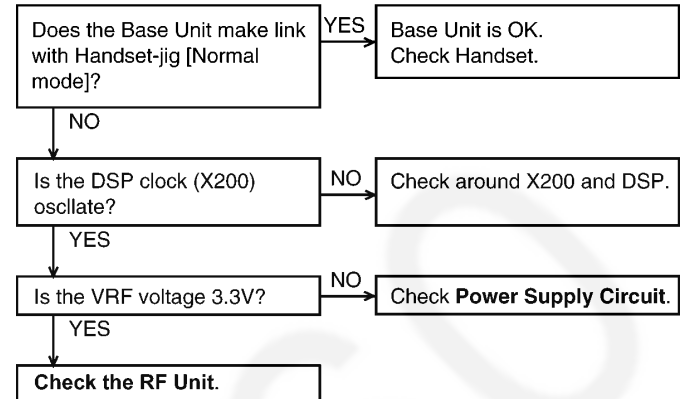 Does the Base Unit make link
with Handset-jig [Normal
mode]?
YES
Base Unit is OK.
Check Handset.
NO
Is the DSP clock (X200)
oscllate?
NO
Check around X200 and DSP.
YES
Is the VRF voltage 3.3V?
NO
Check Power Supply Circuit.
YES
Check the RF Unit.